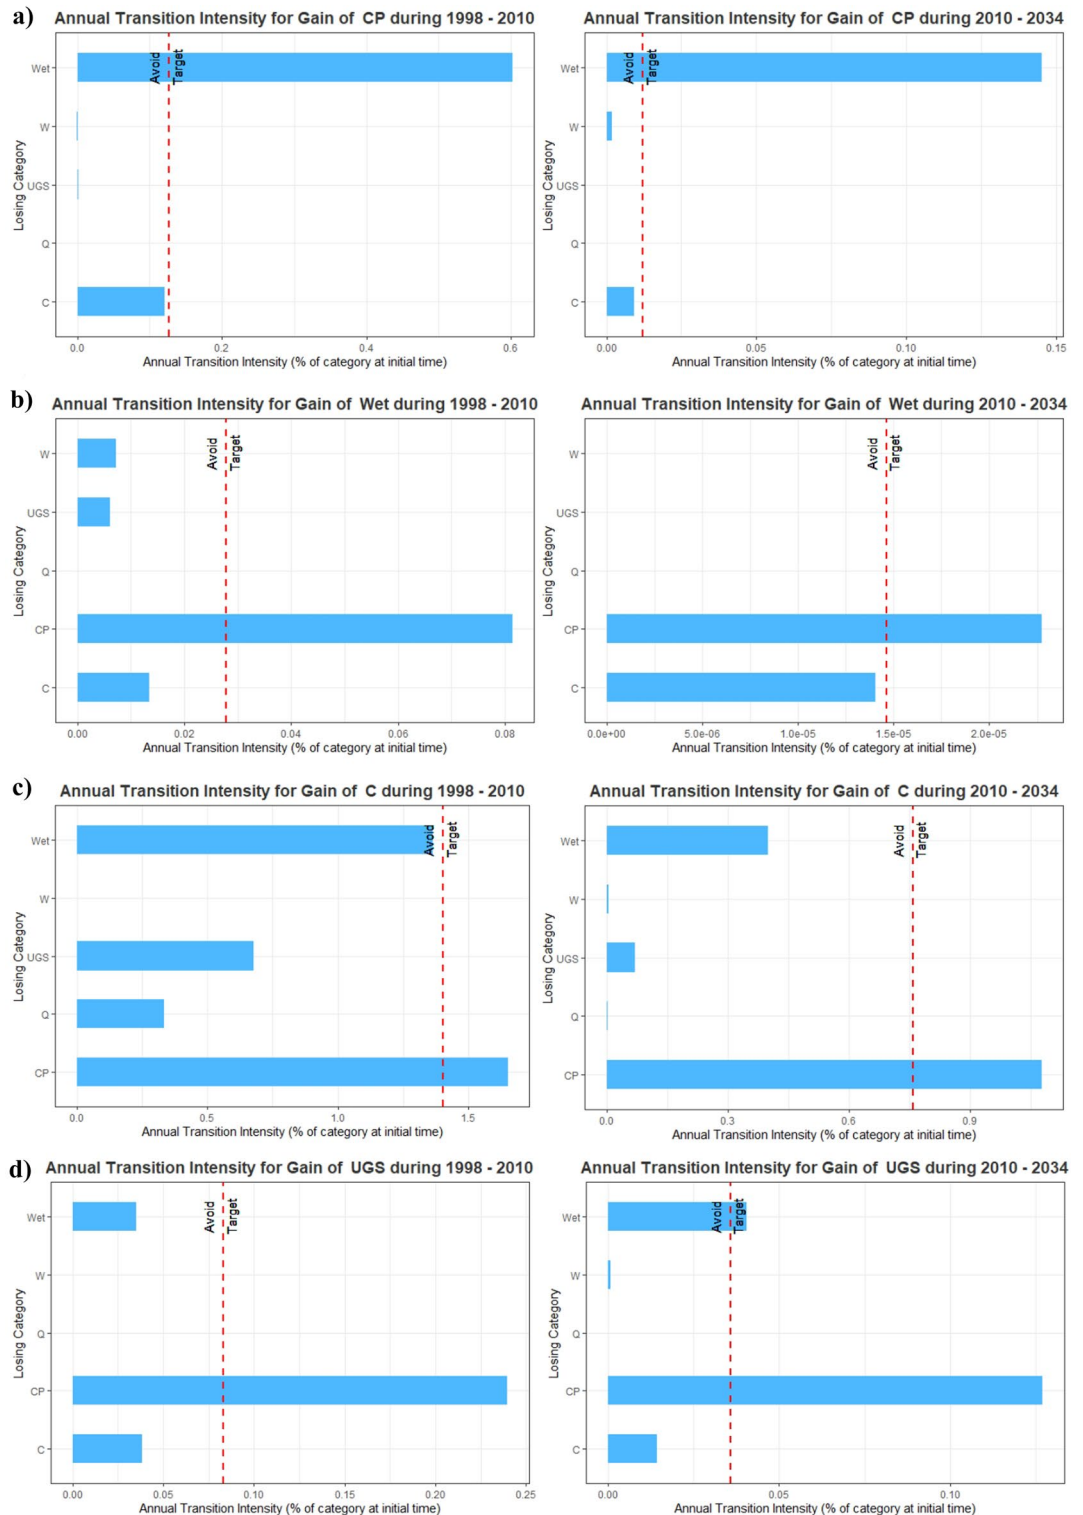 a)
Annual Transition Intensity for Gain of CP during 1998 - 2010
Losing Category
Wet
W
UGS
Q
C
Avoid
Target
0.0 0.2 0.4 0.6
Annual Transition Intensity (% of category at initial time)
Annual Transition Intensity for Gain of CP during 2010 - 2034
Losing Category
Wet
W
UGS
Q
C
Avoid
Target
0.00 0.05 0.10 0.15
Annual Transition Intensity (% of category at initial time)
b)
Annual Transition Intensity for Gain of Wet during 1998 - 2010
Losing Category
W
UGS
Q
CP
C
Avoid
Target
0.00 0.02 0.04 0.06 0.08
Annual Transition Intensity (% of category at initial time)
Annual Transition Intensity for Gain of Wet during 2010 - 2034
Losing Category
W
UGS
Q
CP
C
Avoid
Target
0.0e+00 5.0e-06 1.0e-05 1.5e-05 2.0e-05
Annual Transition Intensity (% of category at initial time)
c)
Annual Transition Intensity for Gain of C during 1998 - 2010
Losing Category
Wet
W
UGS
Q
CP
Avoid
Target
0.0 0.5 1.0 1.5
Annual Transition Intensity (% of category at initial time)
Annual Transition Intensity for Gain of C during 2010 - 2034
Losing Category
Wet
W
UGS
Q
CP
Avoid
Target
0.0 0.3 0.6 0.9
Annual Transition Intensity (% of category at initial time)
d)
Annual Transition Intensity for Gain of UGS during 1998 - 2010
Losing Category
Wet
W
Q
CP
C
Avoid
Target
0.00 0.05 0.10 0.15 0.20 0.25
Annual Transition Intensity (% of category at initial time)
Annual Transition Intensity for Gain of UGS during 2010 - 2034
Losing Category
Wet
W
Q
CP
C
Avoid
Target
0.00 0.05 0.10
Annual Transition Intensity (% of category at initial time)